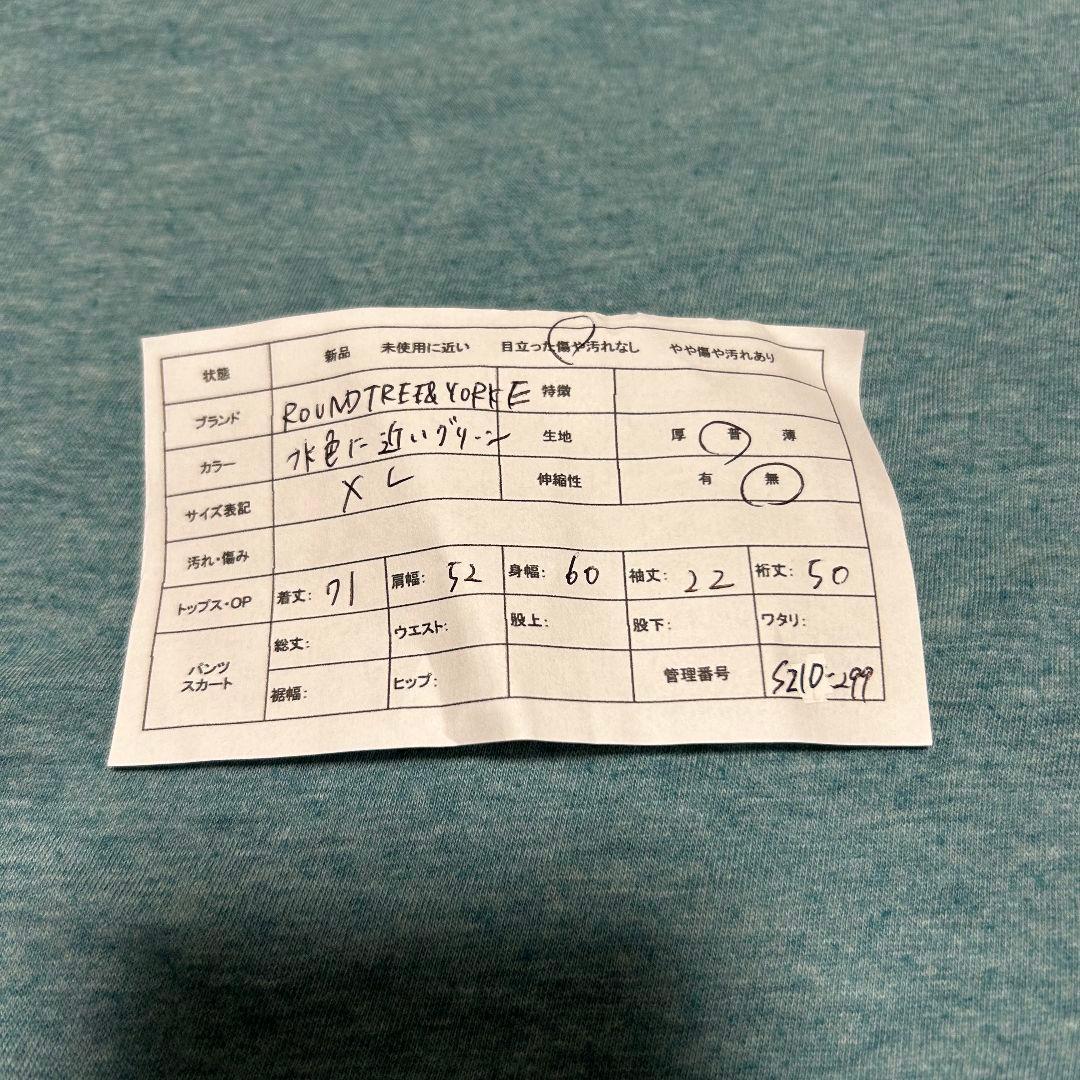 状態 新品 未使用に近い 目立った傷や汚れなし やや傷や汚れあり
ブランド ROUNDTREE&YORKE 特徴
カラー 水色に近いグリーン 生地 厚 普 薄
サイズ表記 XL 伸縮性 有 無
汚れ・傷み
トップス・OP 着丈: 71 肩幅: 52 身幅: 60 袖丈: 22 裄丈: 50
パンツ スカート 総丈: ウエスト: 股上: 股下: ワタリ:
裾幅: ヒップ: 管理番号 S210-299